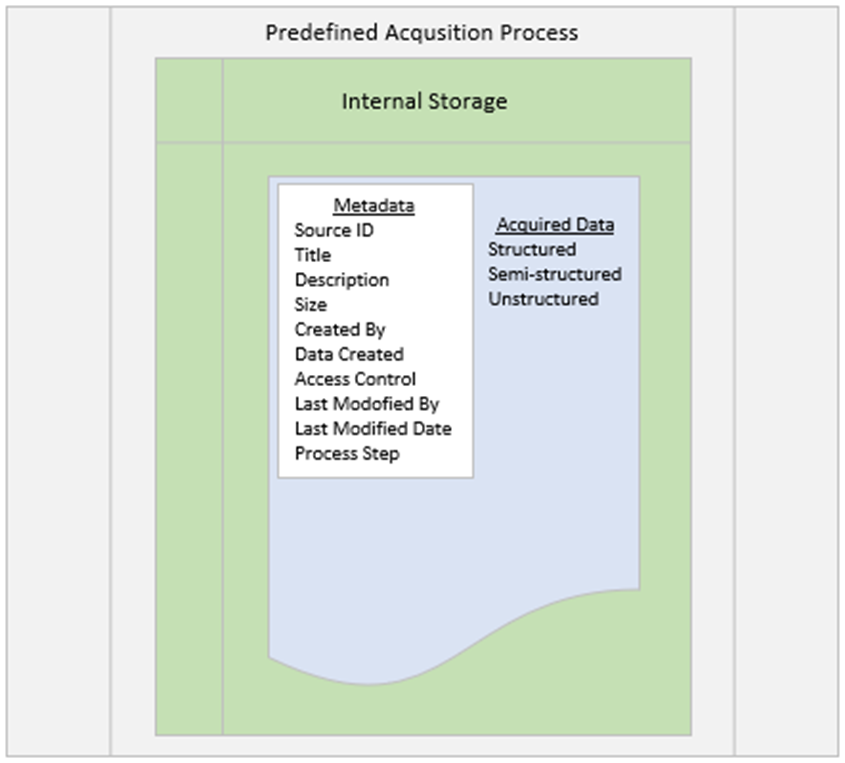 Predefined Acqusition Process
Internal Storage
Metadata
Source ID
Title
Description
Size
Created By
Data Created
Access Control
Last Modofied By
Last Modified Date
Process Step
Acquired Data
Structured
Semi-structured
Unstructured